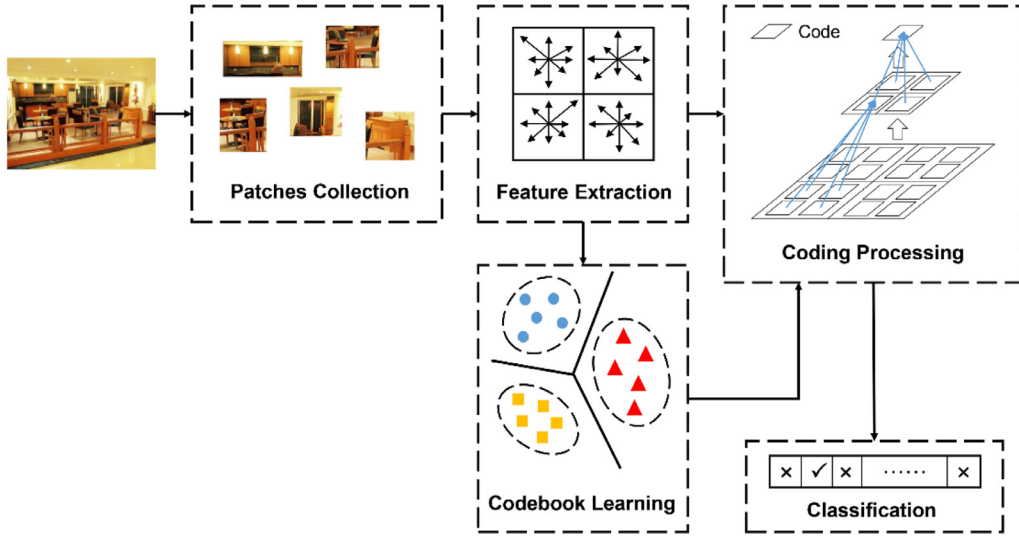 Code
Patches Collection
Feature Extraction
Coding Processing
Codebook Learning
× ✓ × ...... ×
Classification